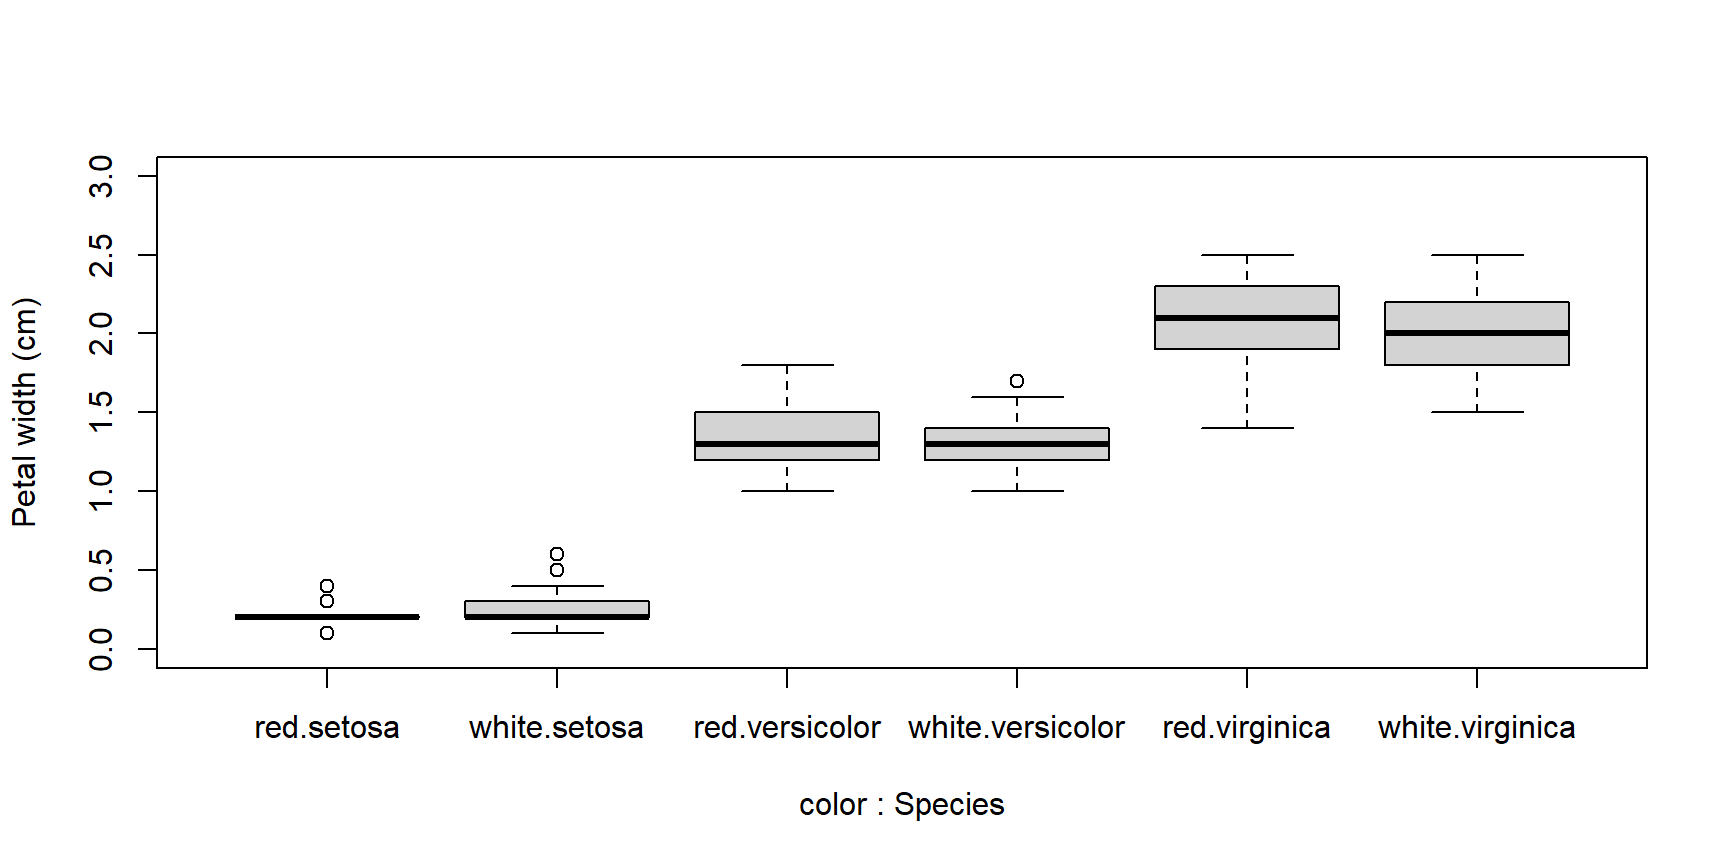 Petal width (cm)
3.0
2.5
2.0
1.5
1.0
0.5
0.0
red.setosa white.setosa red.versicolor white.versicolor red.virginica white.virginica
color : Species